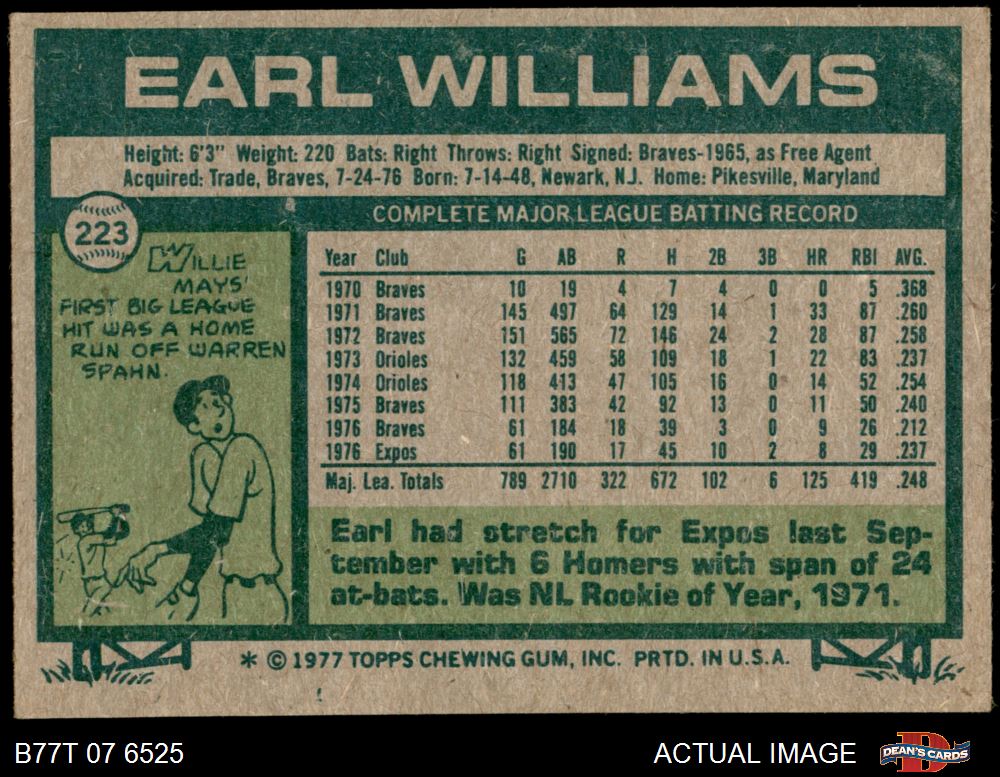 EARL WILLIAMS
Height: 6'3" Weight: 220 Bats: Right Throws: Right Signed: Braves-1965, as Free Agent
Acquired: Trade, Braves, 7-24-76 Born: 7-14-48, Newark, N.J. Home: Pikesville, Maryland
223
WILLIE
MAYS'
FIRST BIG LEAGUE
HIT WAS A HOME
RUN OFF WARREN
SPAHN.
COMPLETE MAJOR LEAGUE BATTING RECORD
Year Club G AB R H 2B 3B HR RBI AVG.
1970 Braves 10 19 4 7 4 0 0 5 .368
1971 Braves 145 497 64 129 14 1 33 87 .260
1972 Braves 151 565 72 146 24 2 28 87 .258
1973 Orioles 132 459 58 109 18 1 22 83 .237
1974 Orioles 118 413 47 105 16 0 14 52 .254
1975 Braves 111 383 42 92 13 0 11 50 .240
1976 Braves 61 184 18 39 3 0 9 26 .212
1976 Expos 61 190 17 45 10 2 8 29 .237
Maj. Lea. Totals 789 2710 322 672 102 6 125 419 .248
Earl had stretch for Expos last Sep-
tember with 6 Homers with span of 24
at-bats. Was NL Rookie of Year, 1971.
* © 1977 TOPPS CHEWING GUM, INC. PRTD. IN U.S.A.
B77T 07 6525
ACTUAL IMAGE
D
DEAN'S CARDS